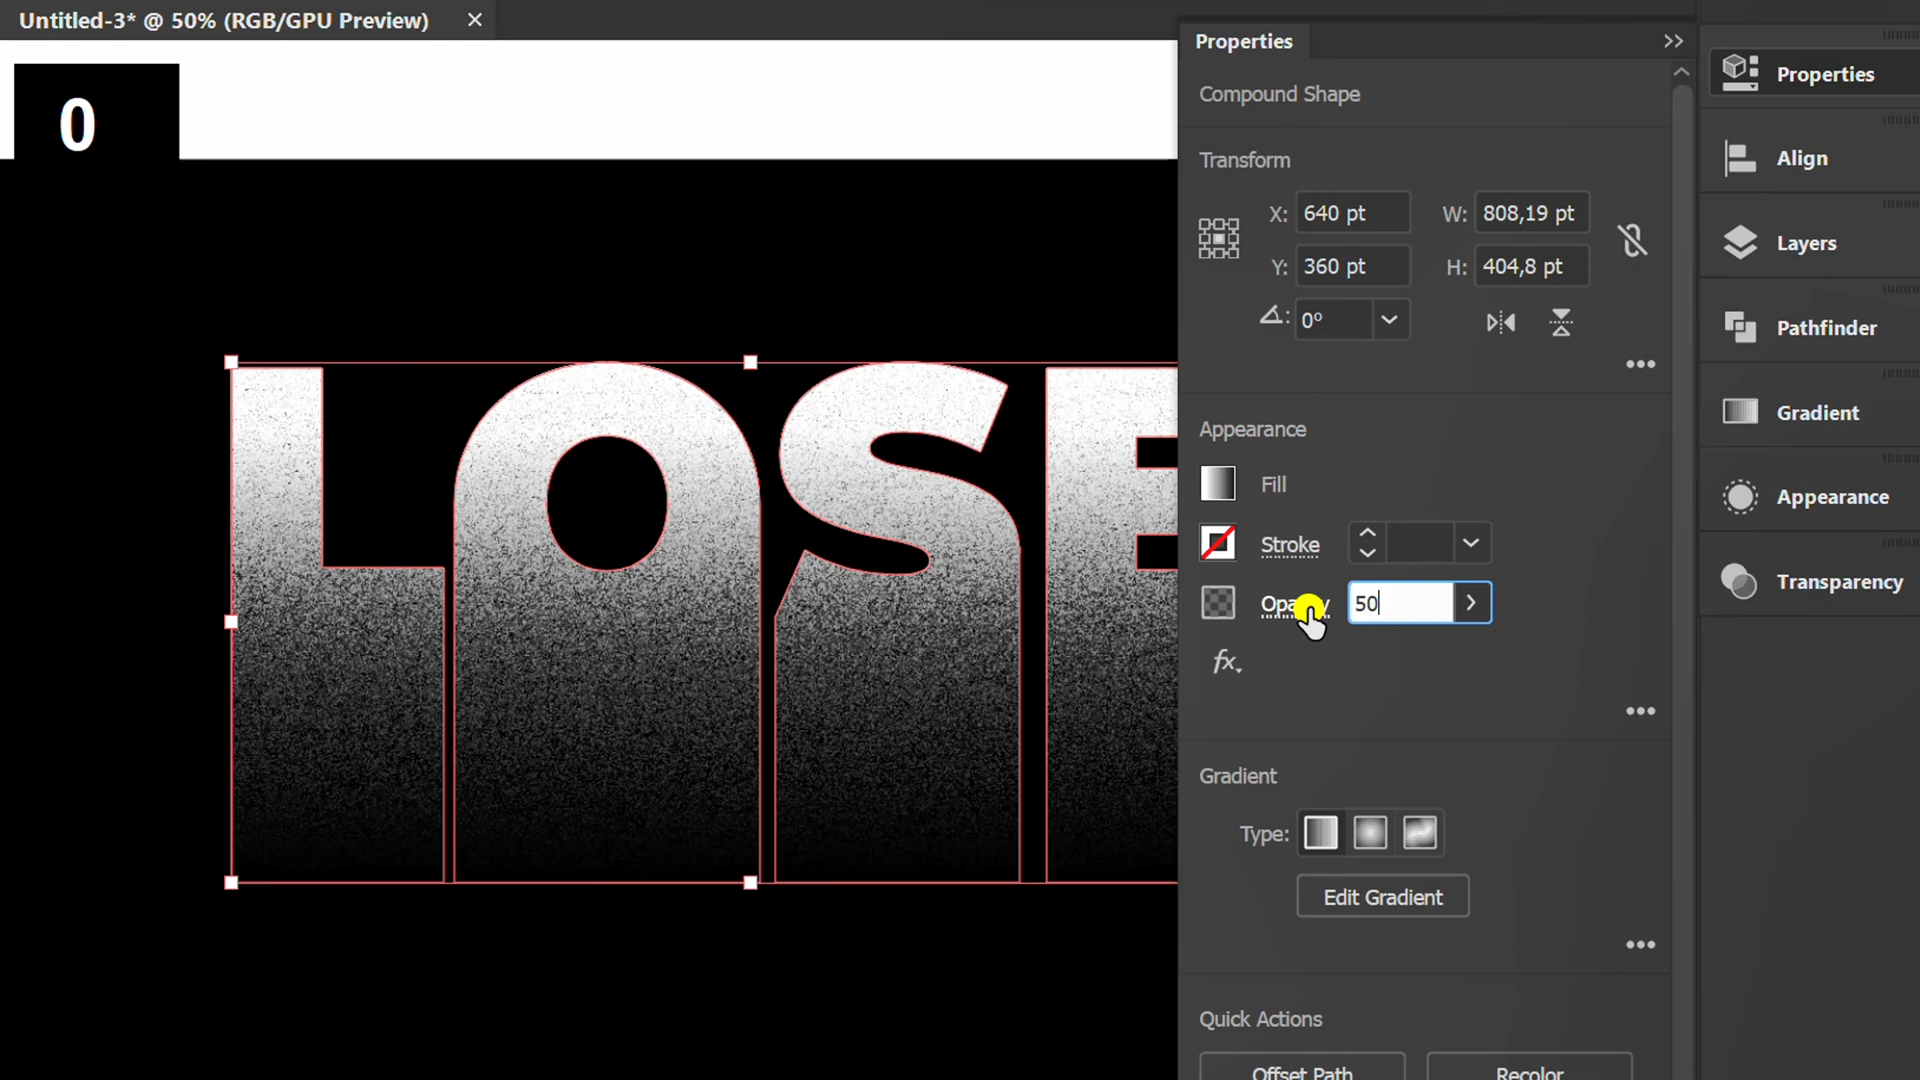 Untitled-3* @ 50% (RGB/GPU Preview)
0
LOSE
Properties
Compound Shape
Transform
X: 640 pt W: 808,19 pt
Y: 360 pt H: 404,8 pt
0°
Appearance
Fill
Stroke
Opacity 50
fx
Gradient
Type:
Edit Gradient
Quick Actions
Offset Path Recolor
Properties
Align
Layers
Pathfinder
Gradient
Appearance
Transparency